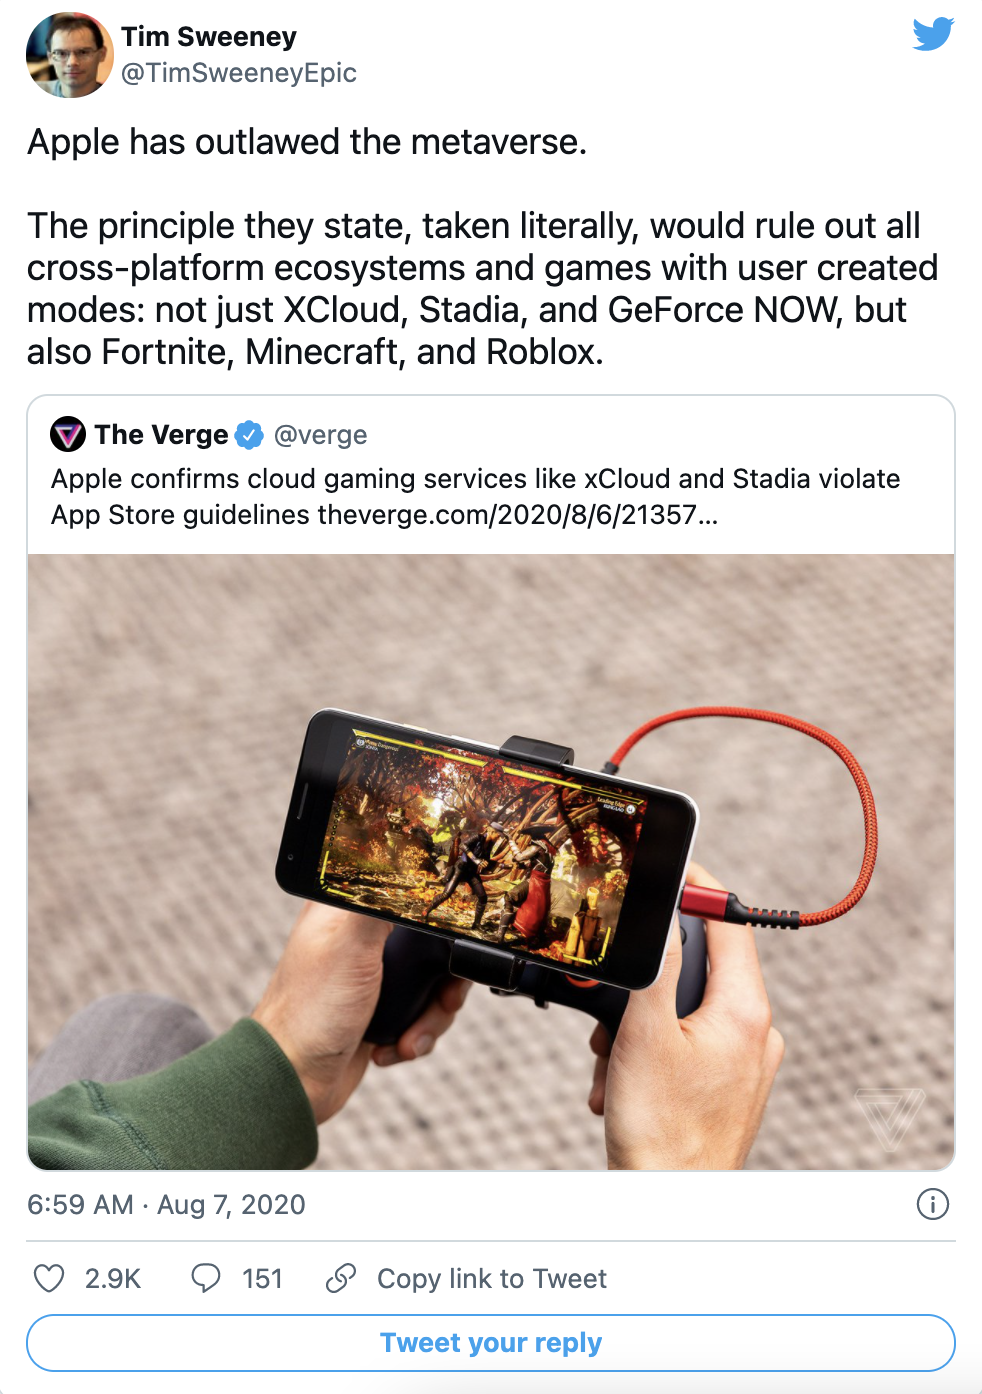 Tim Sweeney
@TimSweeneyEpic
Apple has outlawed the metaverse.
The principle they state, taken literally, would rule out all
cross-platform ecosystems and games with user created
modes: not just XCloud, Stadia, and GeForce NOW, but
also Fortnite, Minecraft, and Roblox.
The Verge @verge
Apple confirms cloud gaming services like xCloud and Stadia violate
App Store guidelines theverge.com/2020/8/6/21357...
6:59 AM · Aug 7, 2020
2.9K 151 Copy link to Tweet
Tweet your reply